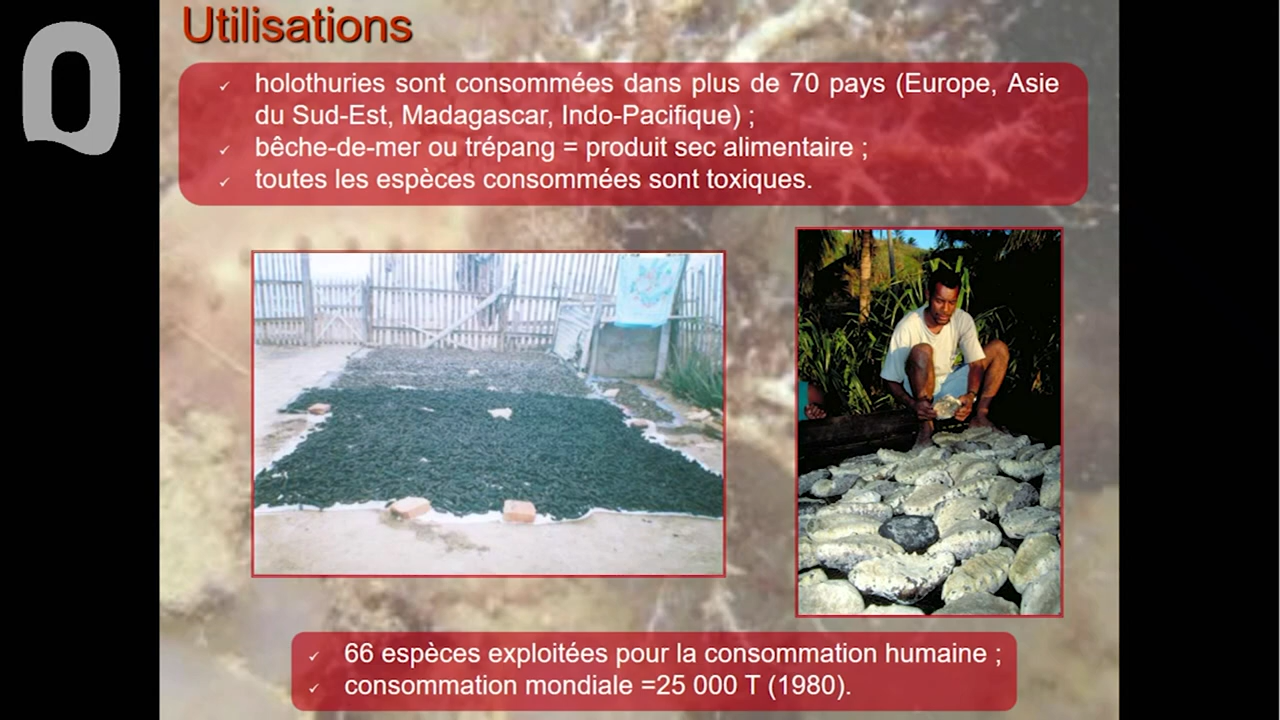 Utilisations
✓ holothuries sont consommées dans plus de 70 pays (Europe, Asie
du Sud-Est, Madagascar, Indo-Pacifique) ;
✓ bêche-de-mer ou trépang = produit sec alimentaire ;
✓ toutes les espèces consommées sont toxiques.
✓ 66 espèces exploitées pour la consommation humaine ;
✓ consommation mondiale =25 000 T (1980).